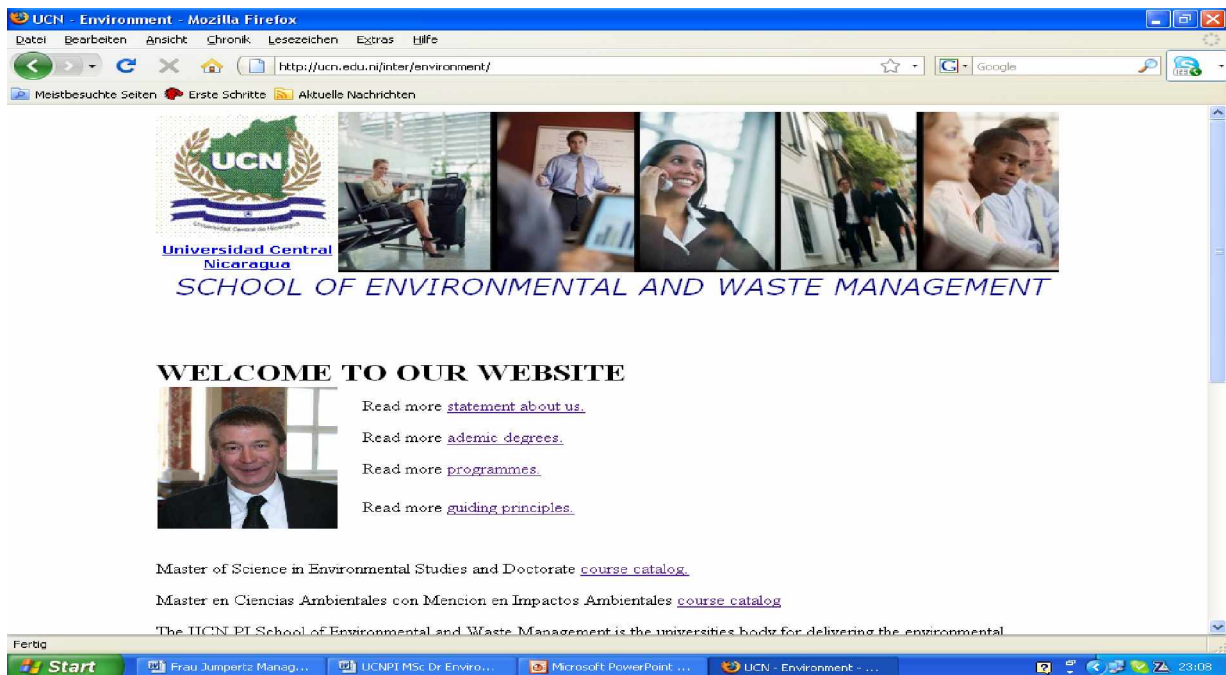 UCN - Environment - Mozilla Firefox
Datei Bearbeiten Ansicht Chronik Lesezeichen Extras Hilfe
http://ucn.edu.ni/inter/environment/
Google
Meistbesuchte Seiten Erste Schritte Aktuelle Nachrichten
UCN
Universidad Central de Nicaragua
Universidad Central
Nicaragua
SCHOOL OF ENVIRONMENTAL AND WASTE MANAGEMENT
WELCOME TO OUR WEBSITE
Read more statement about us.
Read more ademic degrees.
Read more programmes.
Read more guiding principles.
Master of Science in Environmental Studies and Doctorate course catalog.
Master en Ciencias Ambientales con Mencion en Impactos Ambientales course catalog
The UCN PI School of Environmental and Waste Management is the universities body for delivering the environmental
Fertig
Start Frau Jumpertz Manag... UCNPI MSc Dr Enviro... Microsoft PowerPoint ... UCN - Environment - ... 23:08